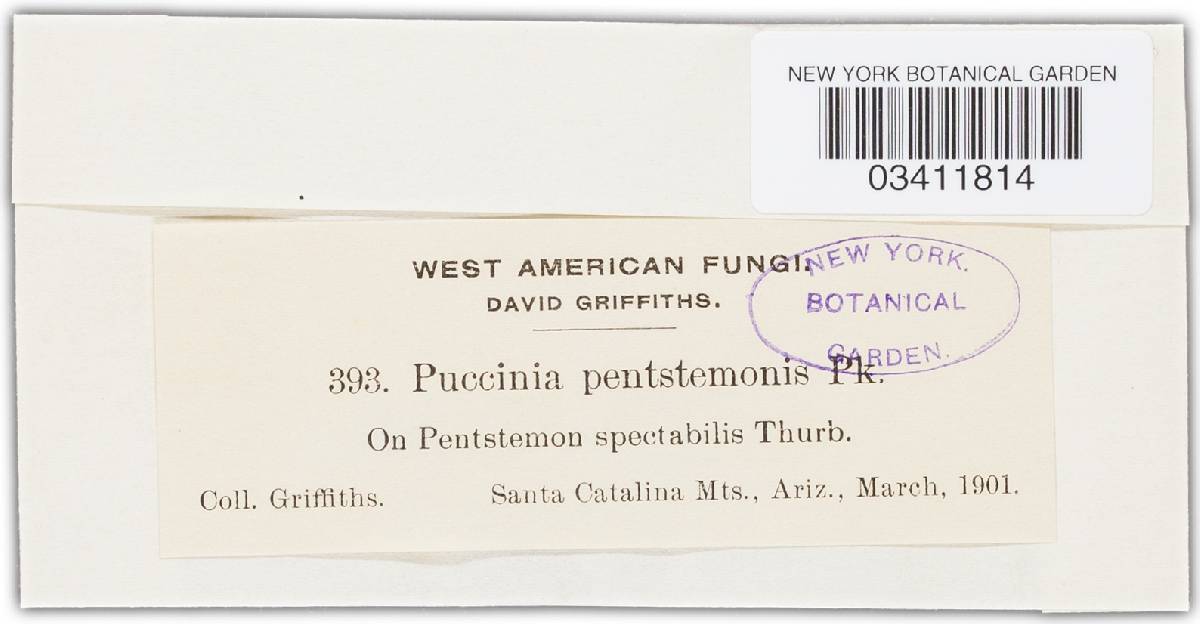 NEW YORK BOTANICAL GARDEN
03411814
WEST AMERICAN FUNGI.
DAVID GRIFFITHS.
NEW YORK.
BOTANICAL
GARDEN.
393. Puccinia pentstemonis Pk.
On Pentstemon spectabilis Thurb.
Coll. Griffiths. Santa Catalina Mts., Ariz., March, 1901.